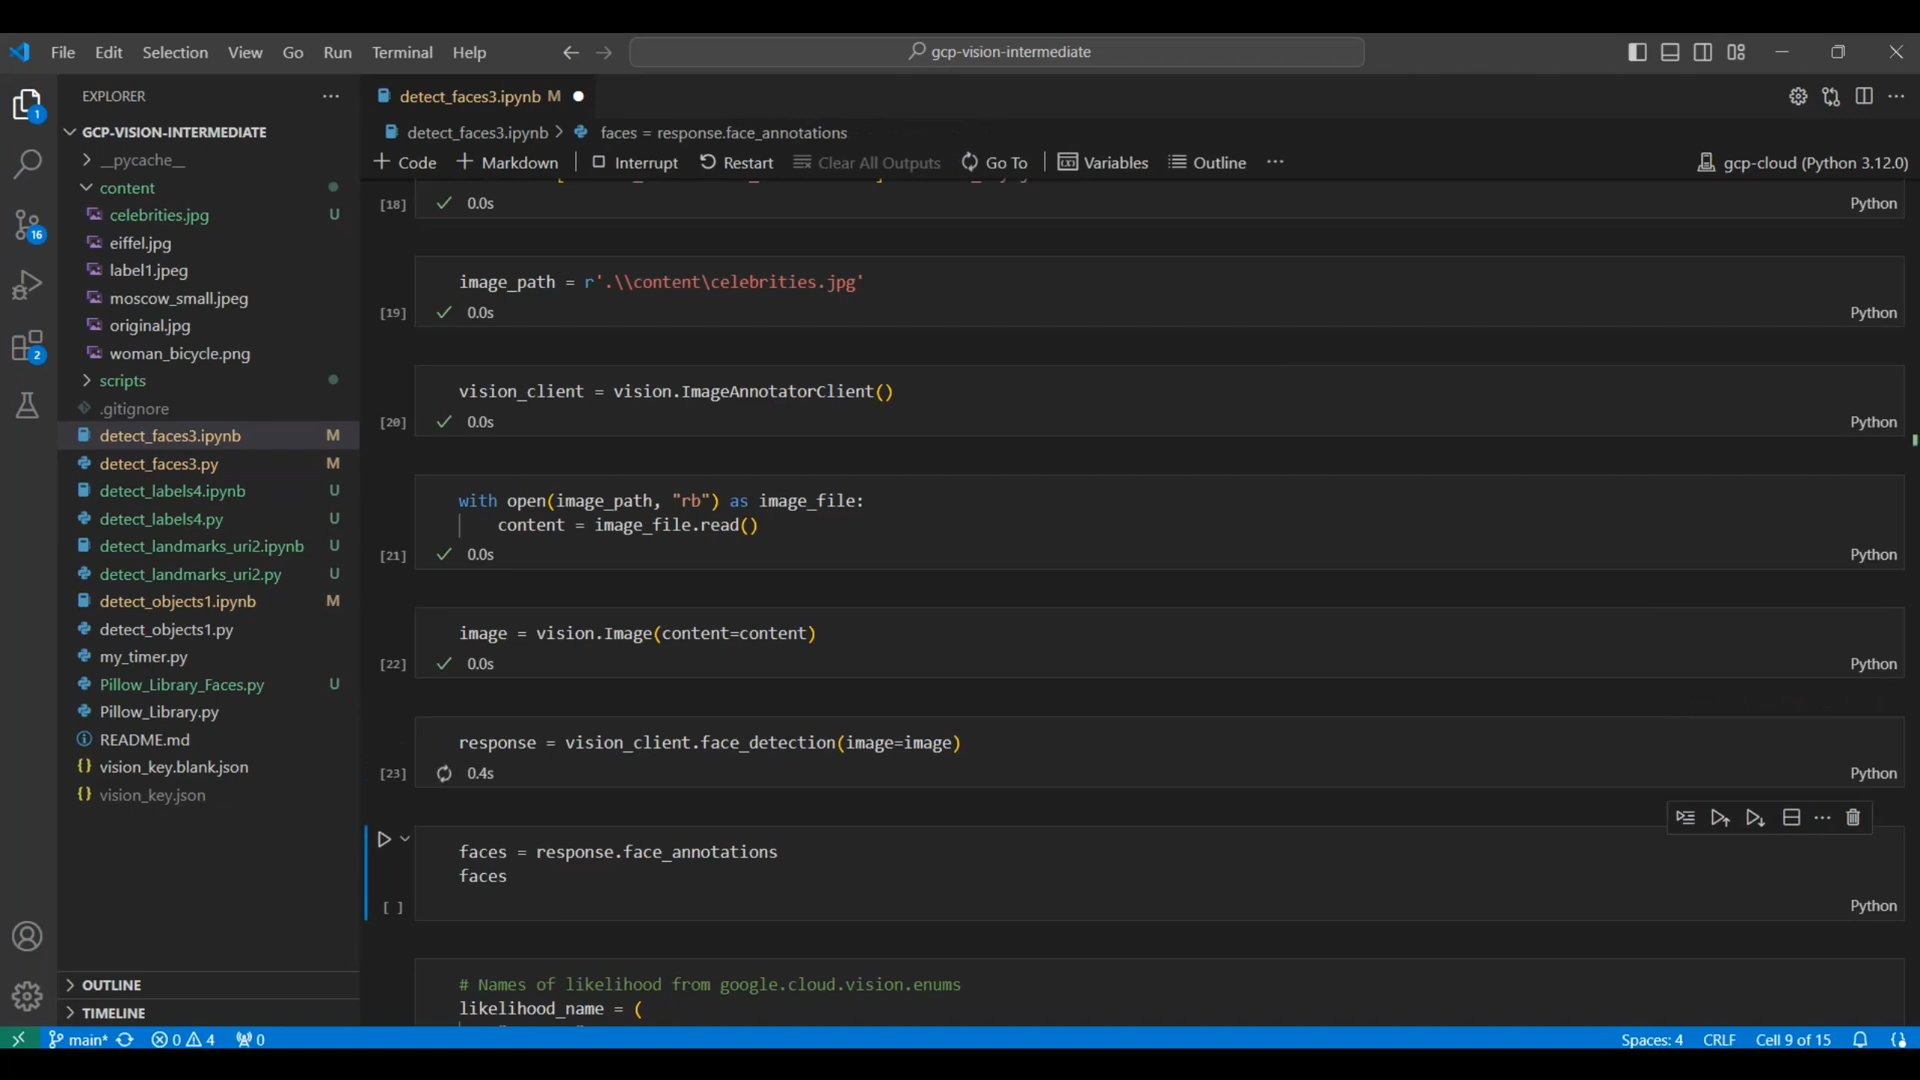 File Edit Selection View Go Run Terminal Help
gcp-vision-intermediate
EXPLORER
detect_faces3.ipynb M
GCP-VISION-INTERMEDIATE
detect_faces3.ipynb > faces = response.face_annotations
Code Markdown Interrupt Restart Clear All Outputs Go To Variables Outline
gcp-cloud (Python 3.12.0)
__pycache__
content
celebrities.jpg U
eiffel.jpg
label1.jpeg
moscow_small.jpeg
original.jpg
woman_bicycle.png
scripts
.gitignore
detect_faces3.ipynb M
detect_faces3.py M
detect_labels4.ipynb U
detect_labels4.py U
detect_landmarks_uri2.ipynb U
detect_landmarks_uri2.py U
detect_objects1.ipynb M
detect_objects1.py
my_timer.py
Pillow_Library_Faces.py U
Pillow_Library.py
README.md
vision_key.blank.json
vision_key.json
OUTLINE
TIMELINE
1
16
2
[18] 0.0s Python
image_path = r'.\\content\celebrities.jpg'
[19] 0.0s Python
vision_client = vision.ImageAnnotatorClient()
[20] 0.0s Python
with open(image_path, "rb") as image_file:
content = image_file.read()
[21] 0.0s Python
image = vision.Image(content=content)
[22] 0.0s Python
response = vision_client.face_detection(image=image)
[23] 0.4s Python
faces = response.face_annotations
faces
[ ] Python
# Names of likelihood from google.cloud.vision.enums
likelihood_name = (
main* 0 4 0
Spaces: 4 CRLF Cell 9 of 15